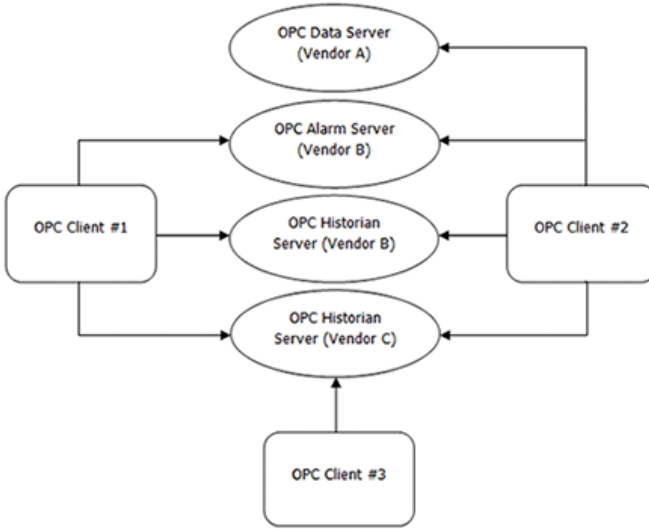 OPC Data Server
(Vendor A)
OPC Alarm Server
(Vendor B)
OPC Client #1
OPC Historian
Server (Vendor B)
OPC Client #2
OPC Historian
Server (Vendor C)
OPC Client #3